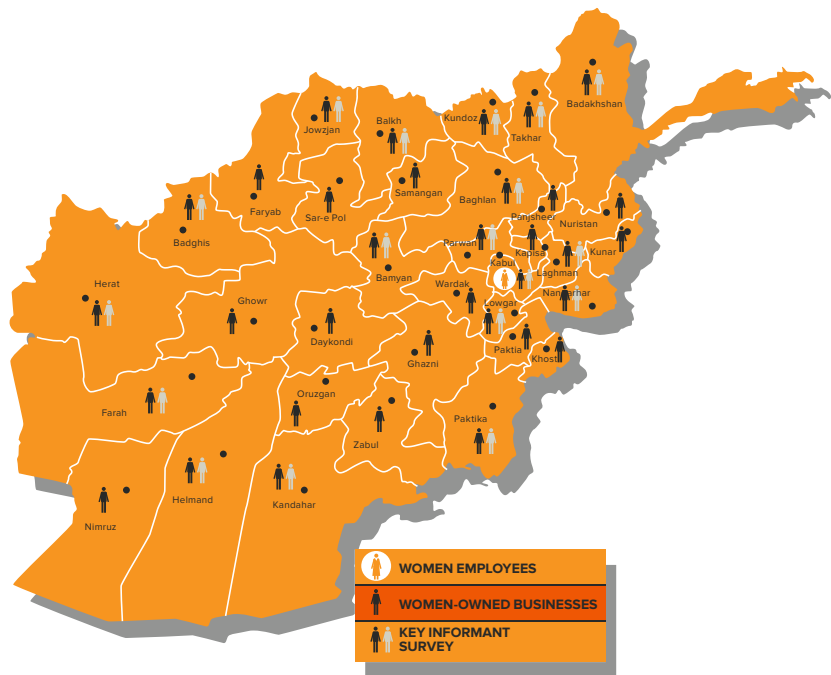 Badakhshan
Jowzjan
Balkh
Kundoz
Takhar
Faryab
Sar-e Pol
Samangan
Baghlan
Panjsheer
Nuristan
Badghis
Parwan
Kapisa
Kunar
Kabul
Laghman
Bamyan
Herat
Wardak
Nangarhar
Ghowr
Lowgar
Daykondi
Paktia
Khost
Ghazni
Oruzgan
Farah
Paktika
Zabul
Helmand
Kandahar
Nimruz
WOMEN EMPLOYEES
WOMEN-OWNED BUSINESSES
KEY INFORMANT
SURVEY